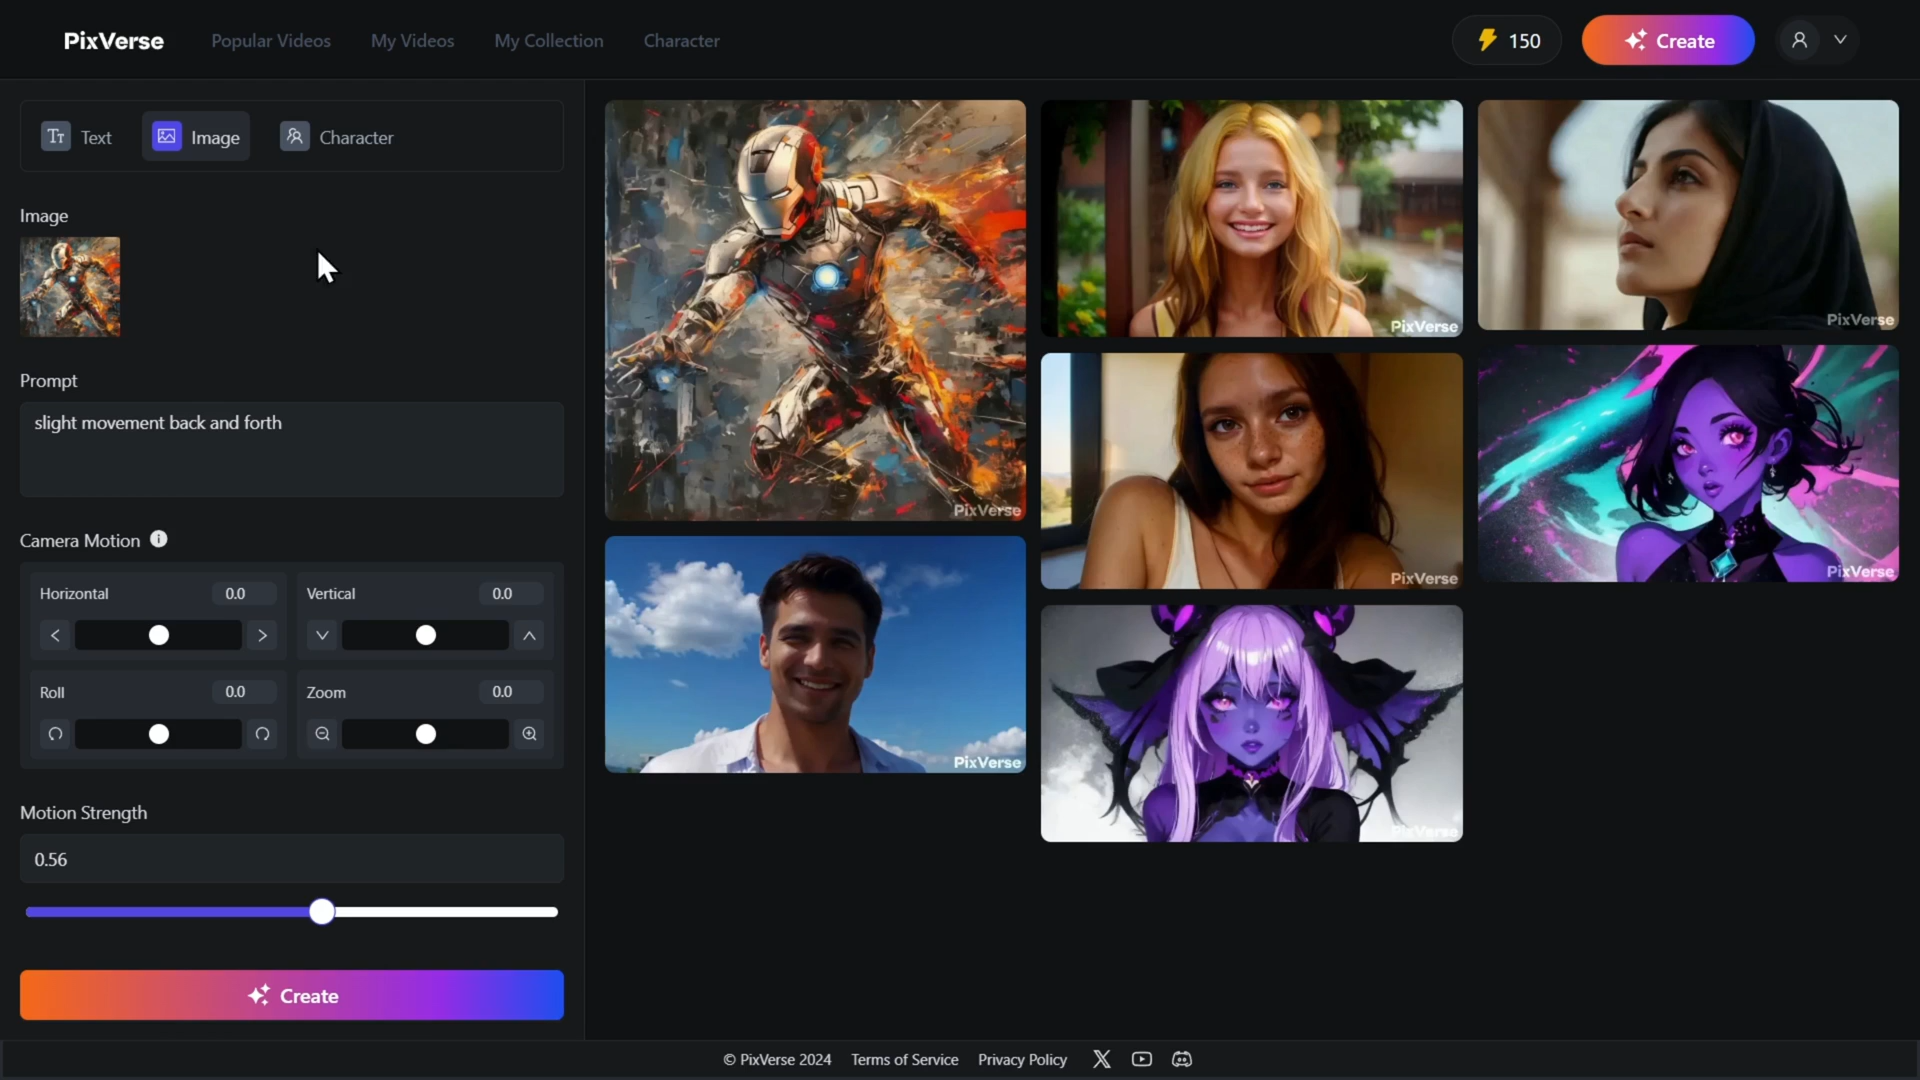 PixVerse Popular Videos My Videos My Collection Character 150 Create
Text Image Character
Image
Prompt
slight movement back and forth
Camera Motion
Horizontal 0.0 Vertical 0.0
Roll 0.0 Zoom 0.0
Motion Strength
0.56
Create
PixVerse
PixVerse
PixVerse
PixVerse
PixVerse
PixVerse
PixVerse
© PixVerse 2024 Terms of Service Privacy Policy